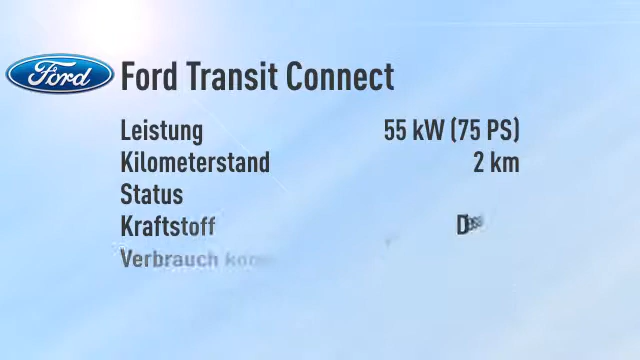 Ford Ford Transit Connect
Leistung 55 kW (75 PS)
Kilometerstand 2 km
Status
Kraftstoff
Verbrauch